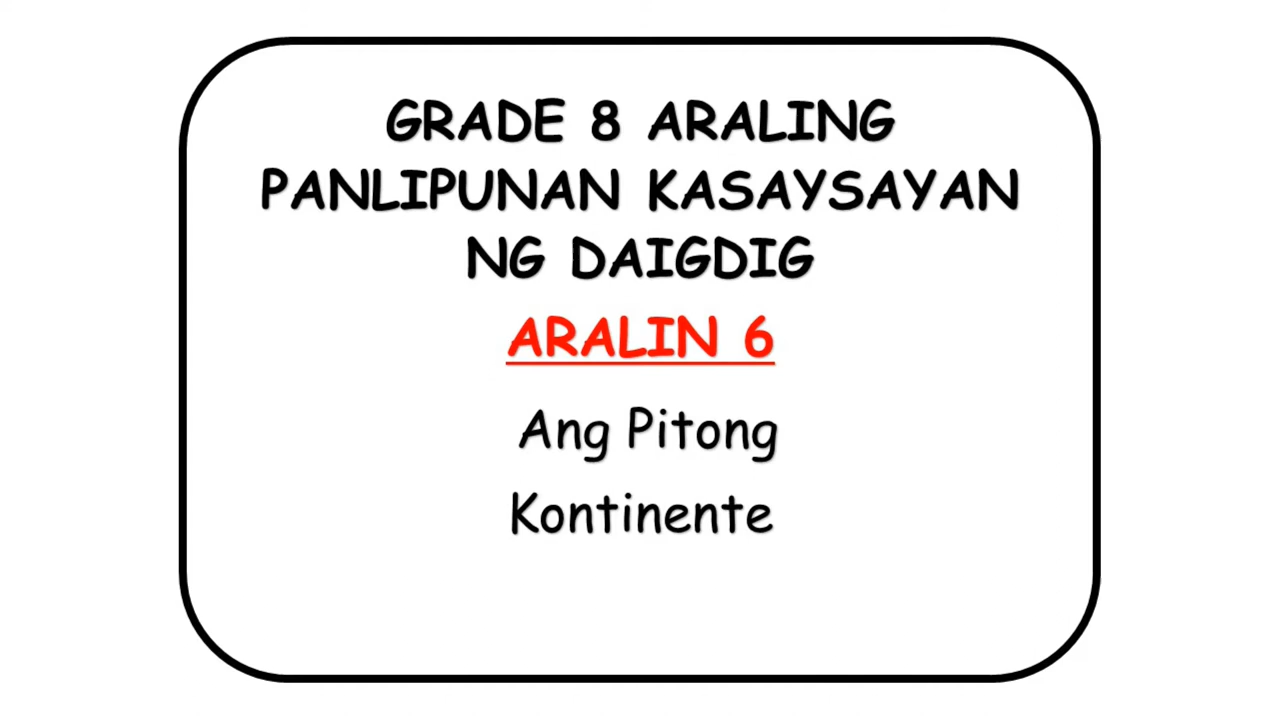 GRADE 8 ARALING
PANLIPUNAN KASAYSAYAN
NG DAIGDIG
ARALIN 6
Ang Pitong
Kontinente